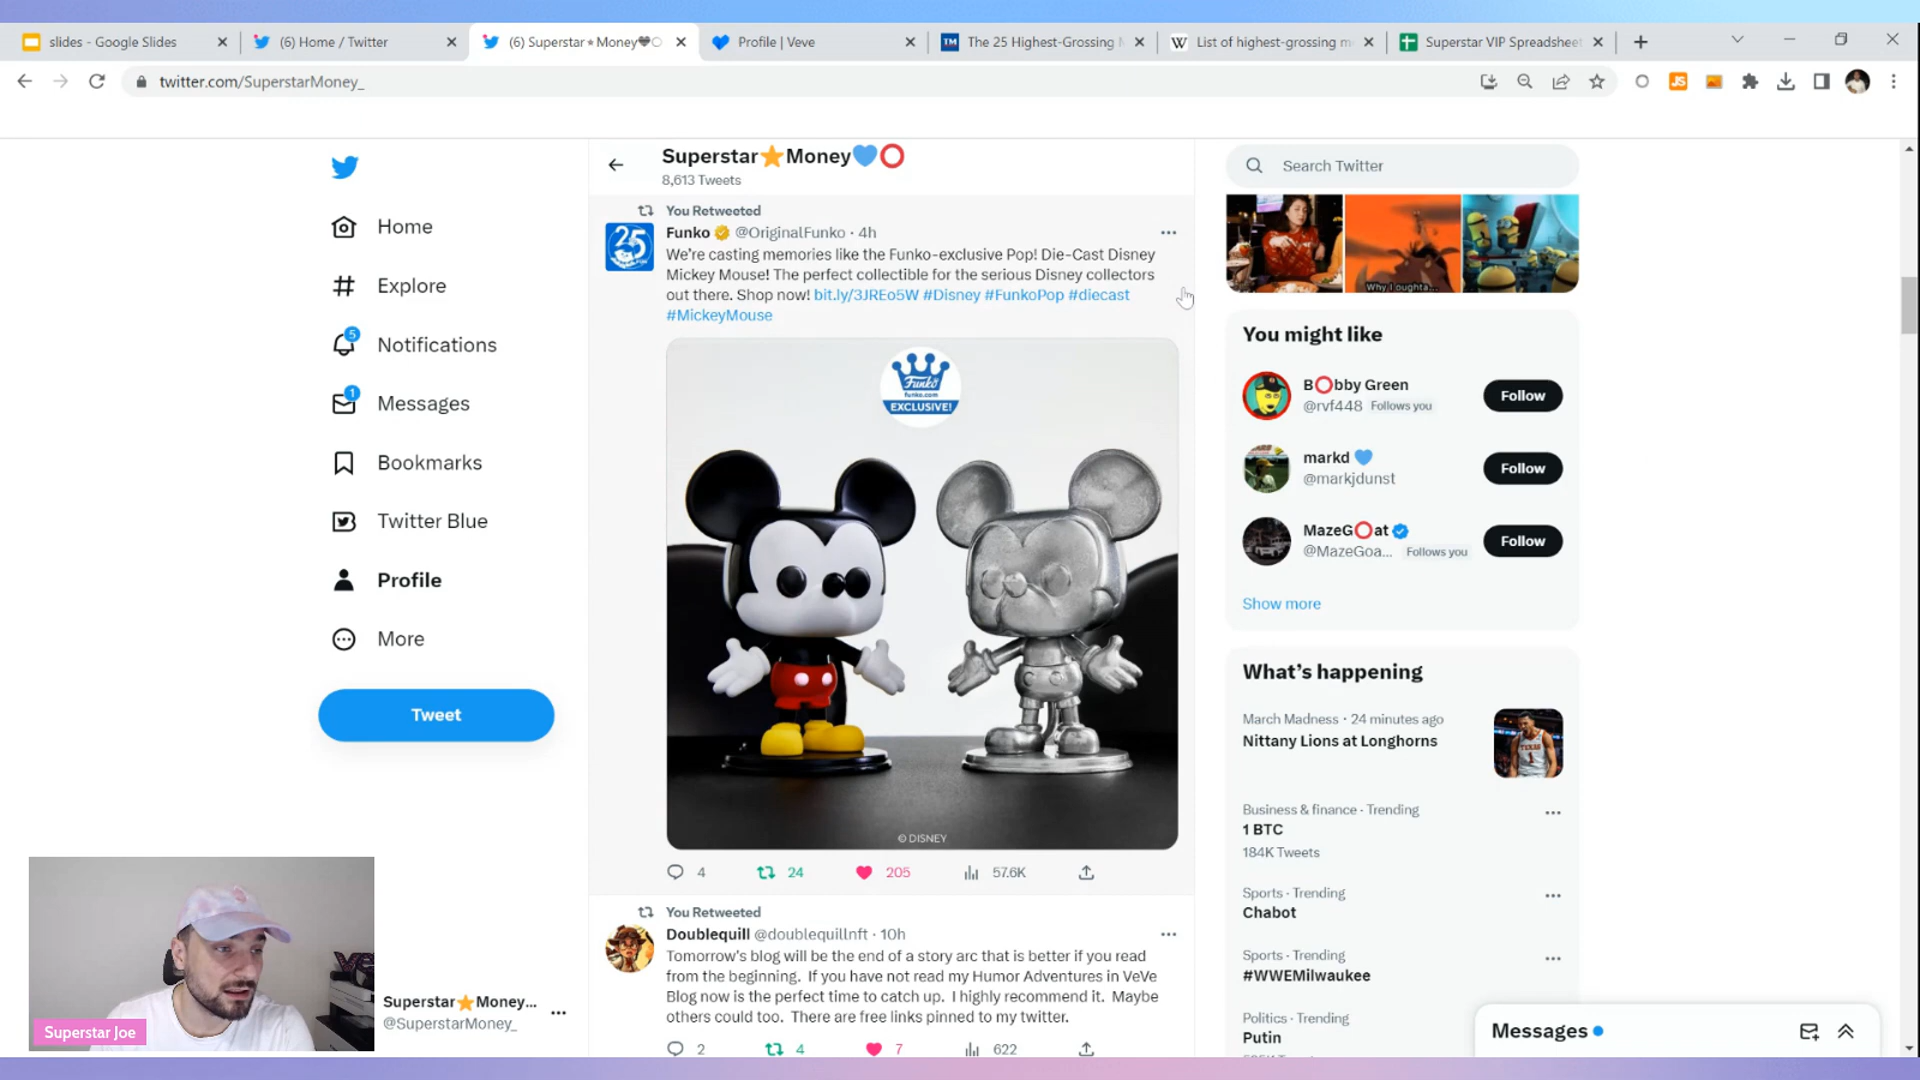 slides - Google Slides
(6) Home / Twitter
(6) Superstar⭐Money
Profile | Veve
The 25 Highest-Grossing
List of highest-grossing m
Superstar VIP Spreadsheet
twitter.com/SuperstarMoney_
Home
Explore
5
Notifications
1
Messages
Bookmarks
Twitter Blue
Profile
More
Tweet
Superstar⭐Money...
@SuperstarMoney_
Superstar Joe
Superstar⭐Money💙⭕
8,613 Tweets
You Retweeted
Funko @OriginalFunko · 4h
We're casting memories like the Funko-exclusive Pop! Die-Cast Disney
Mickey Mouse! The perfect collectible for the serious Disney collectors
out there. Shop now! bit.ly/3JREo5W #Disney #FunkoPop #diecast
#MickeyMouse
25
Funko
funko.com
EXCLUSIVE!
© DISNEY
4 24 205 57.6K
You Retweeted
Doublequill @doublequillnft · 10h
Tomorrow's blog will be the end of a story arc that is better if you read
from the beginning. If you have not read my Humor Adventures in VeVe
Blog now is the perfect time to catch up. I highly recommend it. Maybe
others could too. There are free links pinned to my twitter.
2 4 7 622
Search Twitter
Why I oughta...
You might like
B⭕bby Green
@rvf448 Follows you
Follow
markd 💙
@markjdunst
Follow
MazeG⭕at
@MazeGoa... Follows you
Follow
Show more
What's happening
March Madness · 24 minutes ago
Nittany Lions at Longhorns
TEXAS
1
Business & finance · Trending
1 BTC
184K Tweets
Sports · Trending
Chabot
Sports · Trending
#WWEMilwaukee
Politics · Trending
Putin
Messages